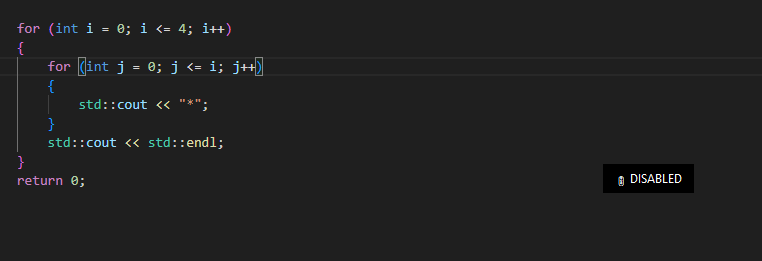 for (int i = 0; i <= 4; i++)
{
    for (int j = 0; j <= i; j++)
    {
        std::cout << "*";
    }
    std::cout << std::endl;
}
return 0;
DISABLED